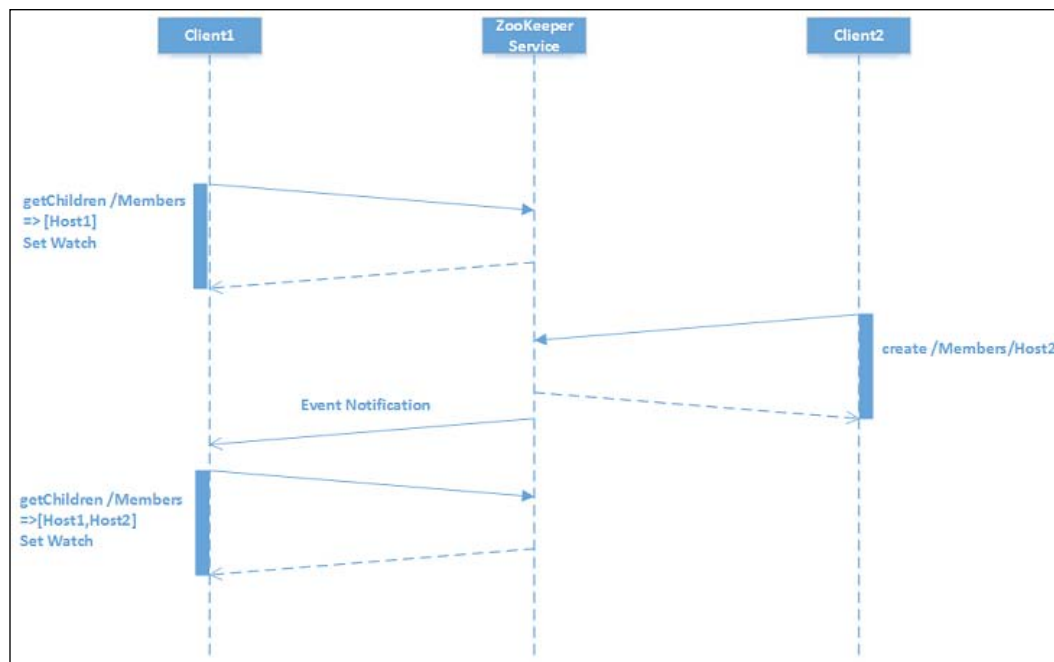 Client1
ZooKeeper
Service
Client2
getChildren /Members
=> [Host1]
Set Watch
create /Members/Host2
Event Notification
getChildren /Members
=>[Host1,Host2]
Set Watch